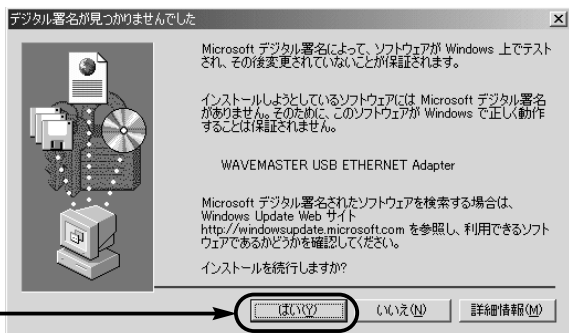 デジタル署名が見つかりませんでした
Microsoft デジタル署名によって、ソフトウェアが Windows 上でテスト
され、その後変更されていないことが保証されます。
インストールしようとしているソフトウェアには Microsoft デジタル署名
がありません。そのために、このソフトウェアが Windows で正しく動作
することは保証されません。
WAVEMASTER USB ETHERNET Adapter
Microsoft デジタル署名されたソフトウェアを検索する場合は、
Windows Update Web サイト
http://windowsupdate.microsoft.com を参照し、利用できるソフト
ウェアであるかどうかを確認してください。
インストールを続行しますか?
はい(Y)
いいえ(N)
詳細情報(M)